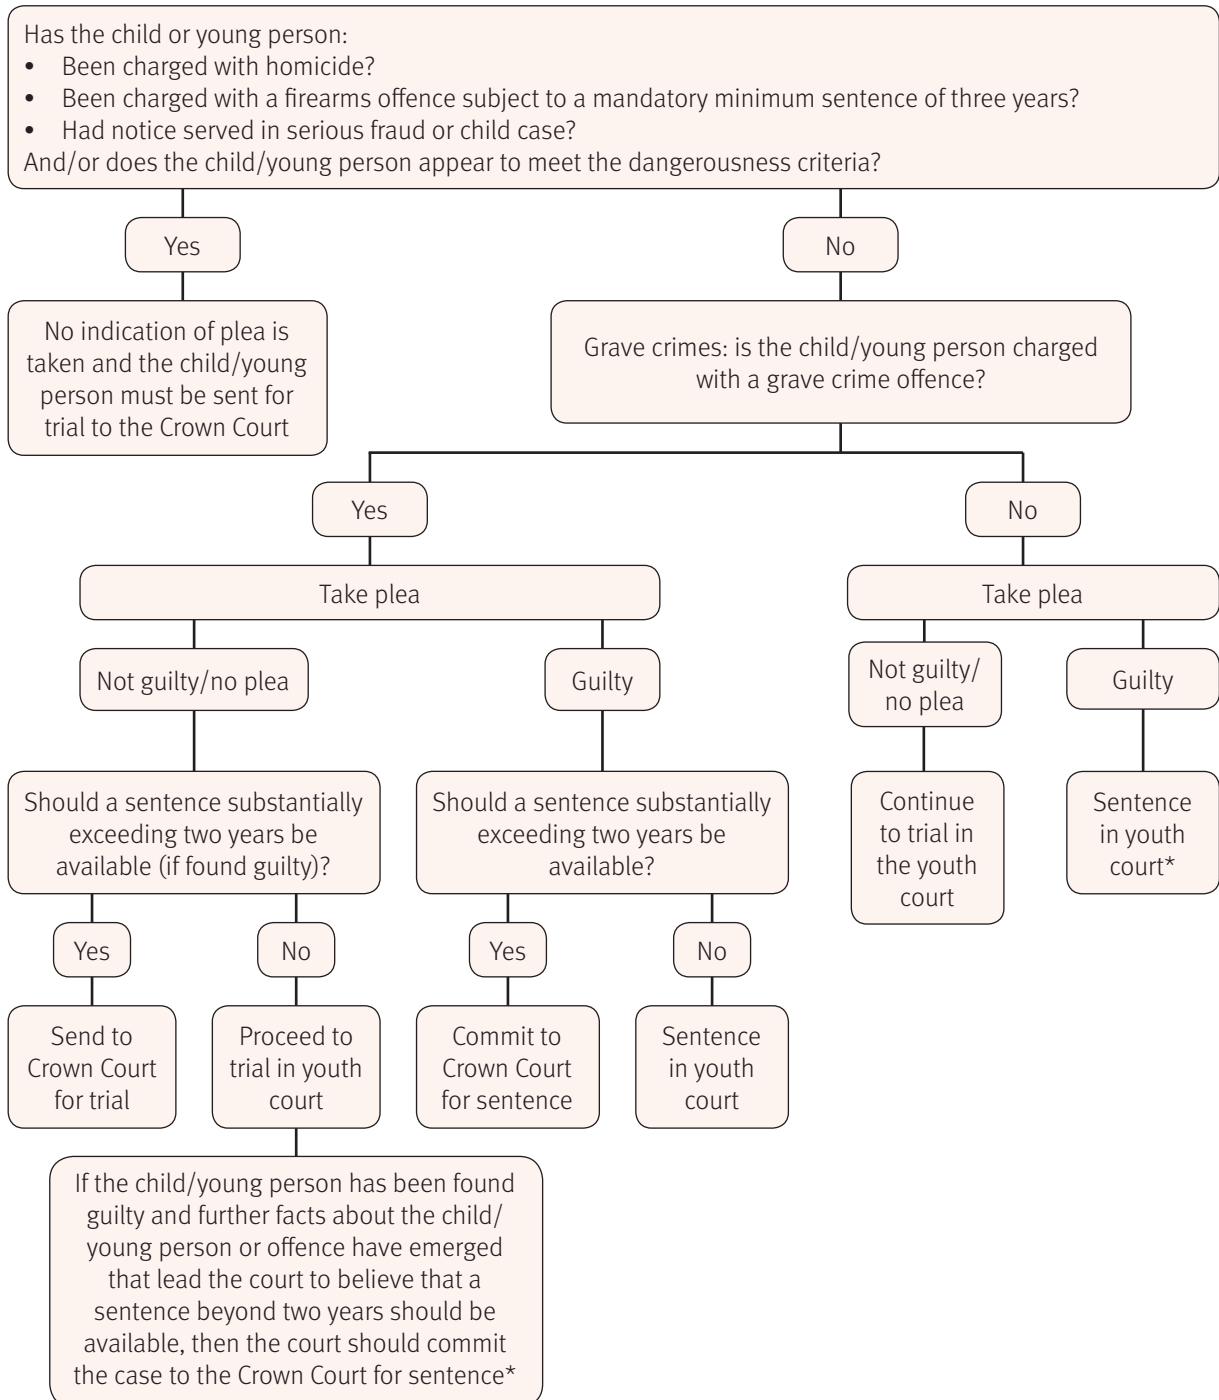 Has the child or young person:
• Been charged with homicide?
• Been charged with a firearms offence subject to a mandatory minimum sentence of three years?
• Had notice served in serious fraud or child case?
And/or does the child/young person appear to meet the dangerousness criteria?
Yes
No
No indication of plea is
taken and the child/young
person must be sent for
trial to the Crown Court
Grave crimes: is the child/young person charged
with a grave crime offence?
Yes
No
Take plea
Take plea
Not guilty/no plea
Guilty
Not guilty/
no plea
Guilty
Should a sentence substantially
exceeding two years be
available (if found guilty)?
Should a sentence substantially
exceeding two years be
available?
Continue
to trial in
the youth
court
Sentence
in youth
court*
Yes
No
Yes
No
Send to
Crown Court
for trial
Proceed to
trial in youth
court
Commit to
Crown Court
for sentence
Sentence
in youth
court
If the child/young person has been found
guilty and further facts about the child/
young person or offence have emerged
that lead the court to believe that a
sentence beyond two years should be
available, then the court should commit
the case to the Crown Court for sentence*